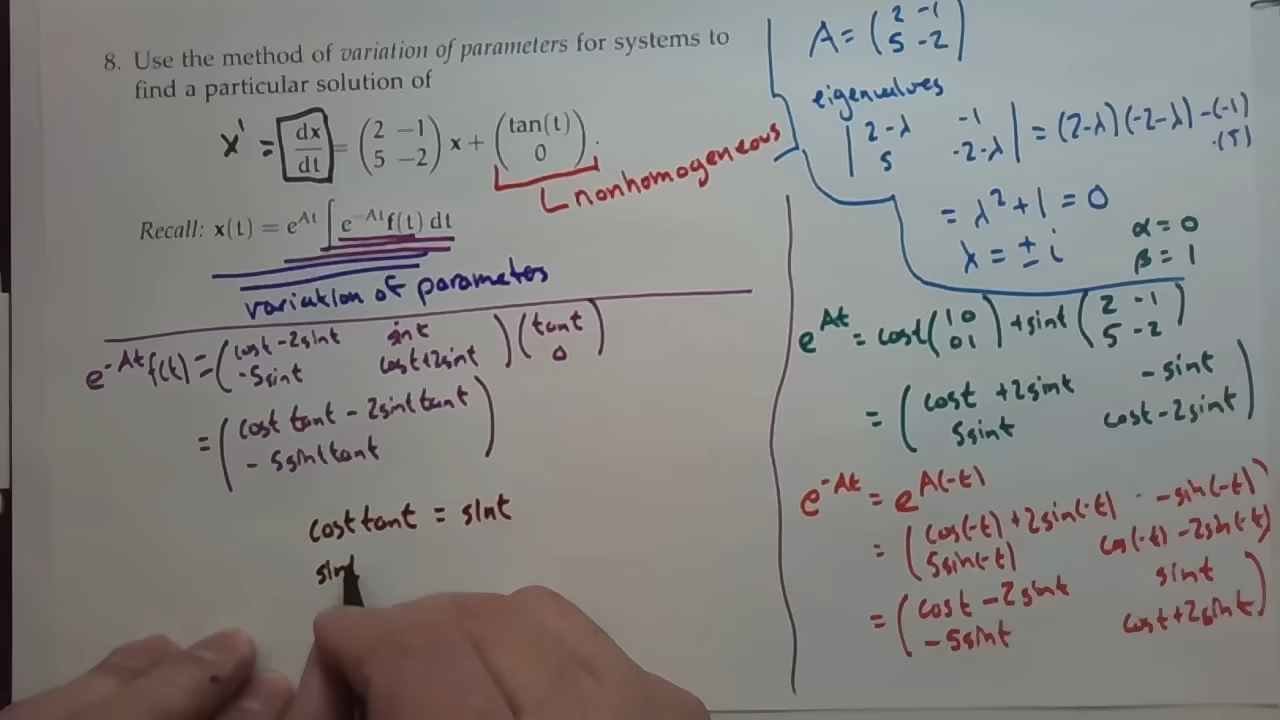 8. Use the method of variation of parameters for systems to
find a particular solution of
x' = dx/dt = (2 -1 / 5 -2) x + (tan(t) / 0).
nonhomogeneous
Recall: x(t) = e^{At} ∫ e^{-At} f(t) dt
variation of parameters
e^{-At} f(t) = (cost - 2sint   sint / -5sint   cost + 2sint)(tant / 0)
= (cost tant - 2sint tant / -5sint tant)
cost tant = sint
sint
A = (2 -1 / 5 -2)
eigenvalues
|2-λ   -1 / 5   -2-λ| = (2-λ)(-2-λ) - (-1)
·(5)
= λ² + 1 = 0
λ = ± i
α = 0
β = 1
e^{At} = cost (1 0 / 0 1) + sint (2 -1 / 5 -2)
= (cost + 2sint   -sint / 5sint   cost - 2sint)
e^{-At} = e^{A(-t)}
= (cos(-t) + 2sin(-t)   -sin(-t) / 5sin(-t)   cos(-t) - 2sin(-t))
= (cost - 2sint   sint / -5sint   cost + 2sint)